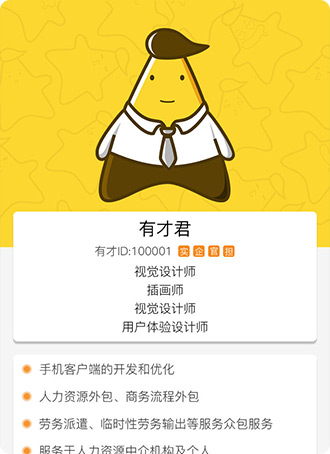 有才君
有才ID:100001 实 企 官 担
视觉设计师
插画师
视觉设计师
用户体验设计师
手机客户端的开发和优化
人力资源外包、商务流程外包
劳务派遣、临时性劳务输出等服务众包服务
服务于人力资源中介机构及个人